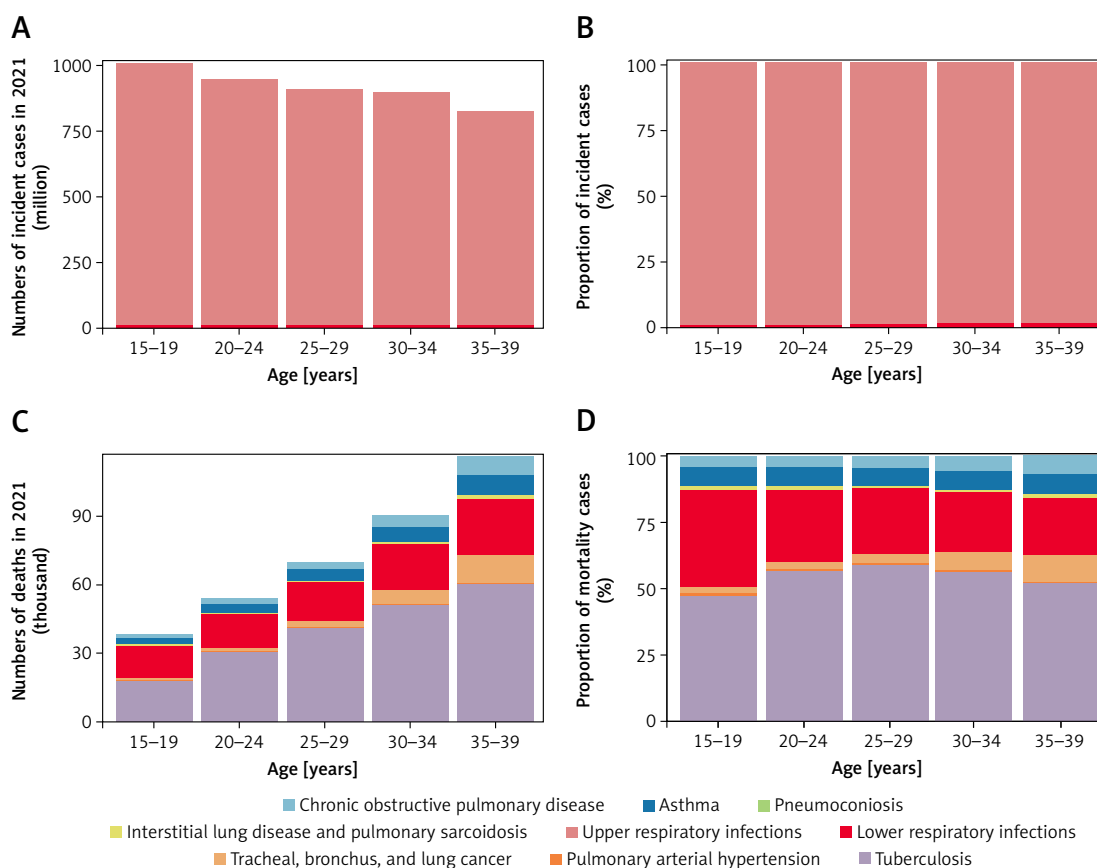 A
Numbers of incident cases in 2021
(million)
1000
750
500
250
0
15–19
20–24
25–29
30–34
35–39
Age [years]
B
Proportion of incident cases
(%)
100
75
50
25
0
15–19
20–24
25–29
30–34
35–39
Age [years]
C
Numbers of deaths in 2021
(thousand)
90
60
30
0
15–19
20–24
25–29
30–34
35–39
Age [years]
D
Proportion of mortality cases
(%)
100
75
50
25
0
15–19
20–24
25–29
30–34
35–39
Age [years]
Chronic obstructive pulmonary disease
Asthma
Pneumoconiosis
Interstitial lung disease and pulmonary sarcoidosis
Upper respiratory infections
Lower respiratory infections
Tracheal, bronchus, and lung cancer
Pulmonary arterial hypertension
Tuberculosis